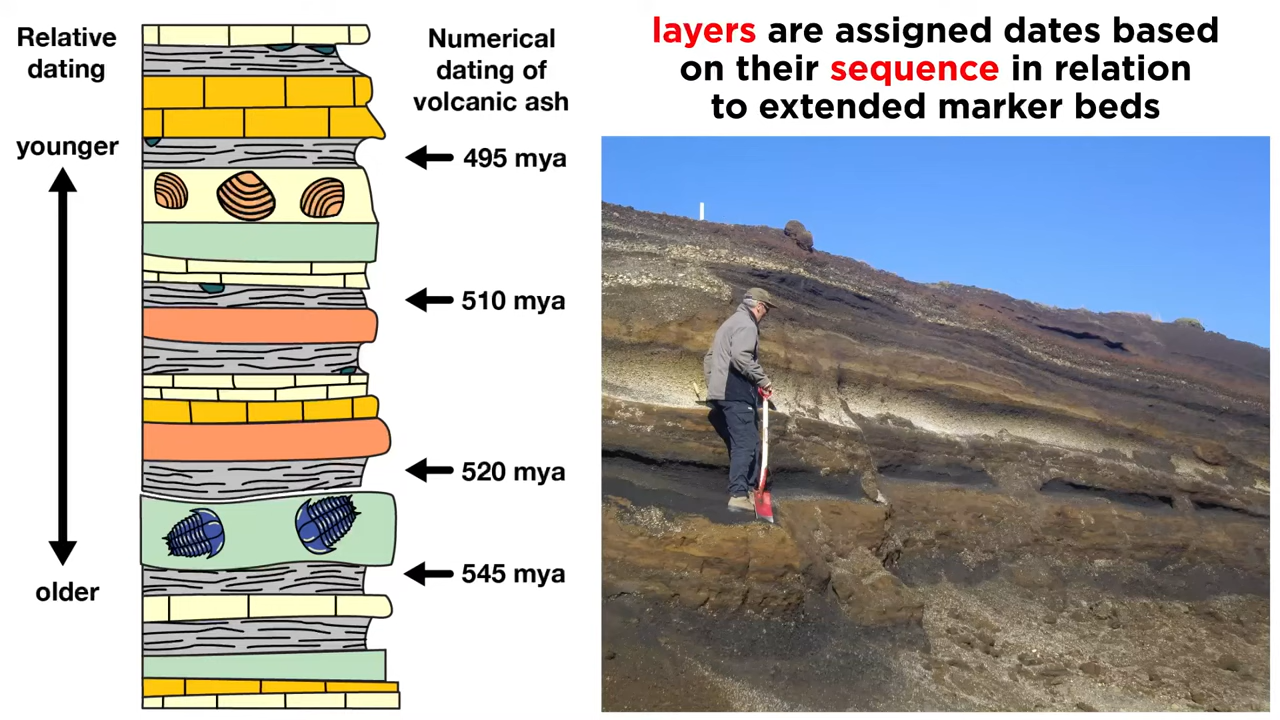 Relative
dating
younger
older
Numerical
dating of
volcanic ash
495 mya
510 mya
520 mya
545 mya
layers are assigned dates based
on their sequence in relation
to extended marker beds